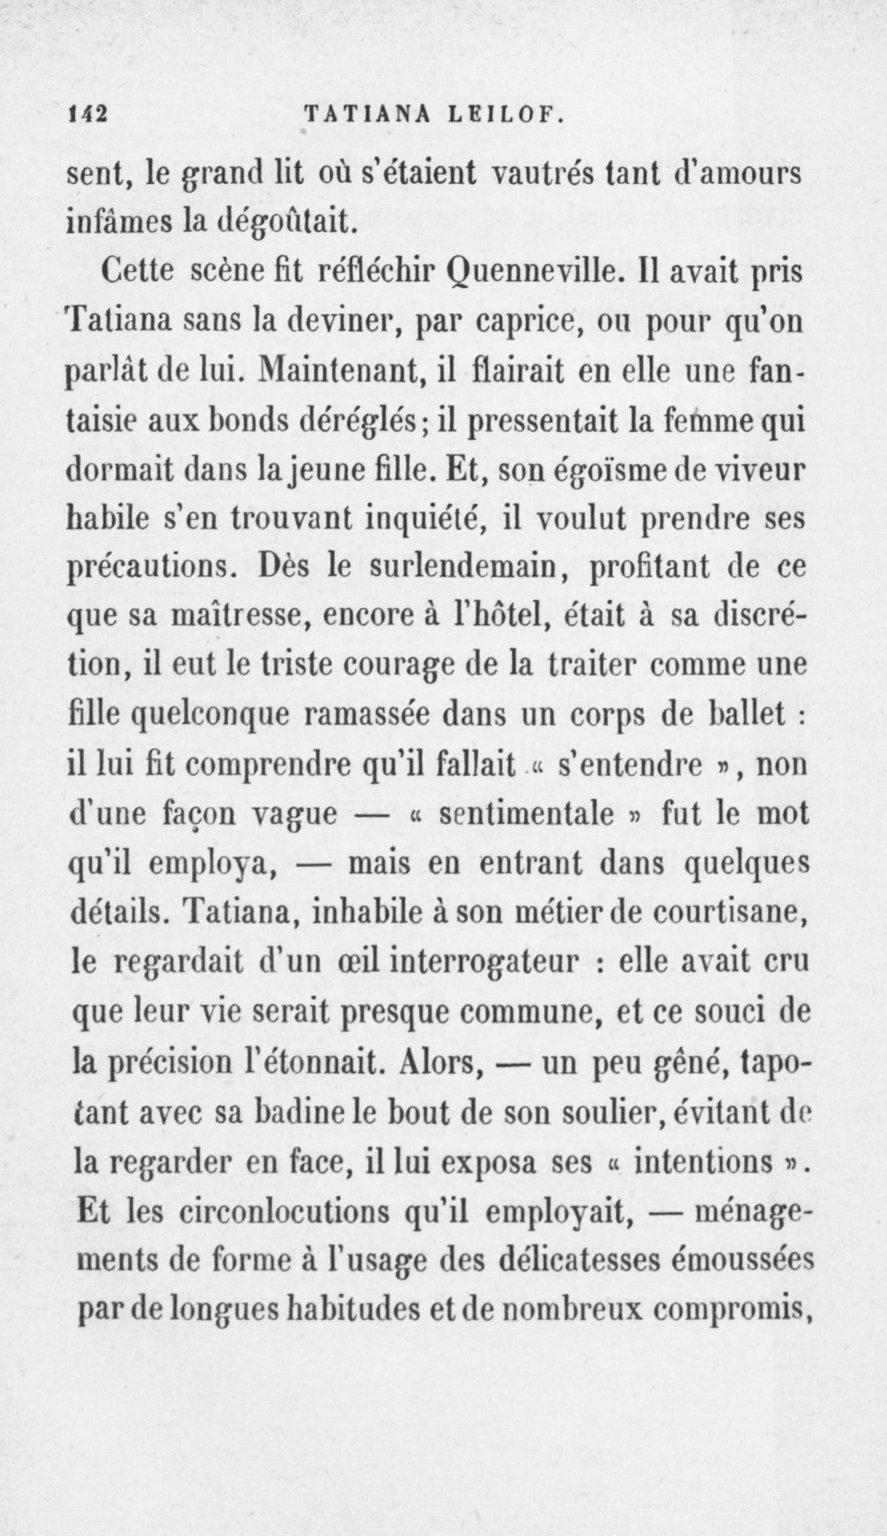 142 TATIANA LEILOF.
sent, le grand lit où s'étaient vautrés tant d'amours
infâmes la dégoûtait.
Cette scène fit réfléchir Quenneville. Il avait pris
Tatiana sans la deviner, par caprice, ou pour qu'on
parlât de lui. Maintenant, il flairait en elle une fan-
taisie aux bonds déréglés; il pressentait la femme qui
dormait dans la jeune fille. Et, son égoïsme de viveur
habile s'en trouvant inquiété, il voulut prendre ses
précautions. Dès le surlendemain, profitant de ce
que sa maîtresse, encore à l'hôtel, était à sa discré-
tion, il eut le triste courage de la traiter comme une
fille quelconque ramassée dans un corps de ballet :
il lui fit comprendre qu'il fallait « s'entendre », non
d'une façon vague — « sentimentale » fut le mot
qu'il employa, — mais en entrant dans quelques
détails. Tatiana, inhabile à son métier de courtisane,
le regardait d'un œil interrogateur : elle avait cru
que leur vie serait presque commune, et ce souci de
la précision l'étonnait. Alors, — un peu gêné, tapo-
tant avec sa badine le bout de son soulier, évitant de
la regarder en face, il lui exposa ses « intentions ».
Et les circonlocutions qu'il employait, — ménage-
ments de forme à l'usage des délicatesses émoussées
par de longues habitudes et de nombreux compromis,